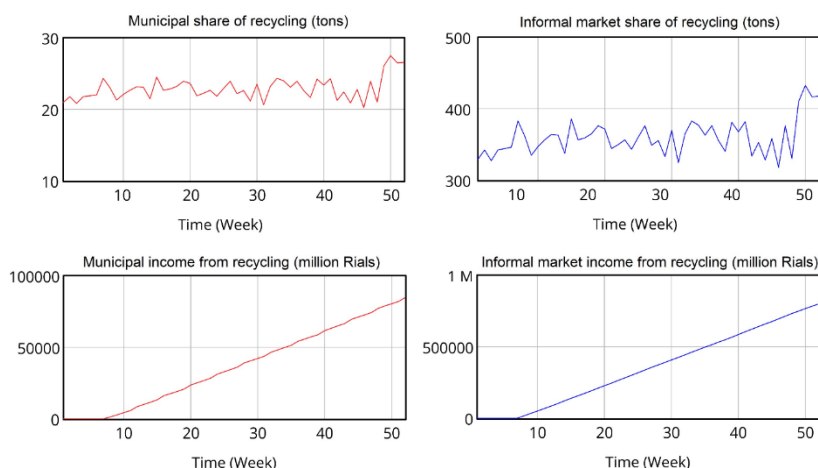 Municipal share of recycling (tons)
30
20
10
10 20 30 40 50
Time (Week)
Informal market share of recycling (tons)
500
400
300
10 20 30 40 50
Time (Week)
Municipal income from recycling (million Rials)
100000
50000
0
10 20 30 40 50
Time (Week)
Informal market income from recycling (million Rials)
1 M
500000
0
10 20 30 40 50
Time (Week)